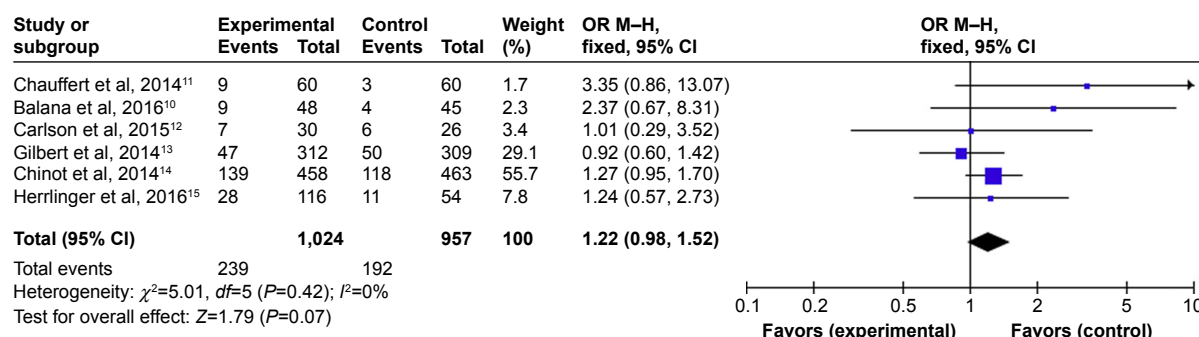 Study or subgroup Experimental Control Weight (%) OR M–H, fixed, 95% CI OR M–H, fixed, 95% CI
Events Total Events Total
Chauffert et al, 2014¹¹ 9 60 3 60 1.7 3.35 (0.86, 13.07)
Balana et al, 2016¹⁰ 9 48 4 45 2.3 2.37 (0.67, 8.31)
Carlson et al, 2015¹² 7 30 6 26 3.4 1.01 (0.29, 3.52)
Gilbert et al, 2014¹³ 47 312 50 309 29.1 0.92 (0.60, 1.42)
Chinot et al, 2014¹⁴ 139 458 118 463 55.7 1.27 (0.95, 1.70)
Herrlinger et al, 2016¹⁵ 28 116 11 54 7.8 1.24 (0.57, 2.73)
Total (95% CI) 1,024 957 100 1.22 (0.98, 1.52)
Total events 239 192
Heterogeneity: χ²=5.01, df=5 (P=0.42); I²=0%
Test for overall effect: Z=1.79 (P=0.07)
0.1 0.2 0.5 1 2 5 10
Favors (experimental) Favors (control)